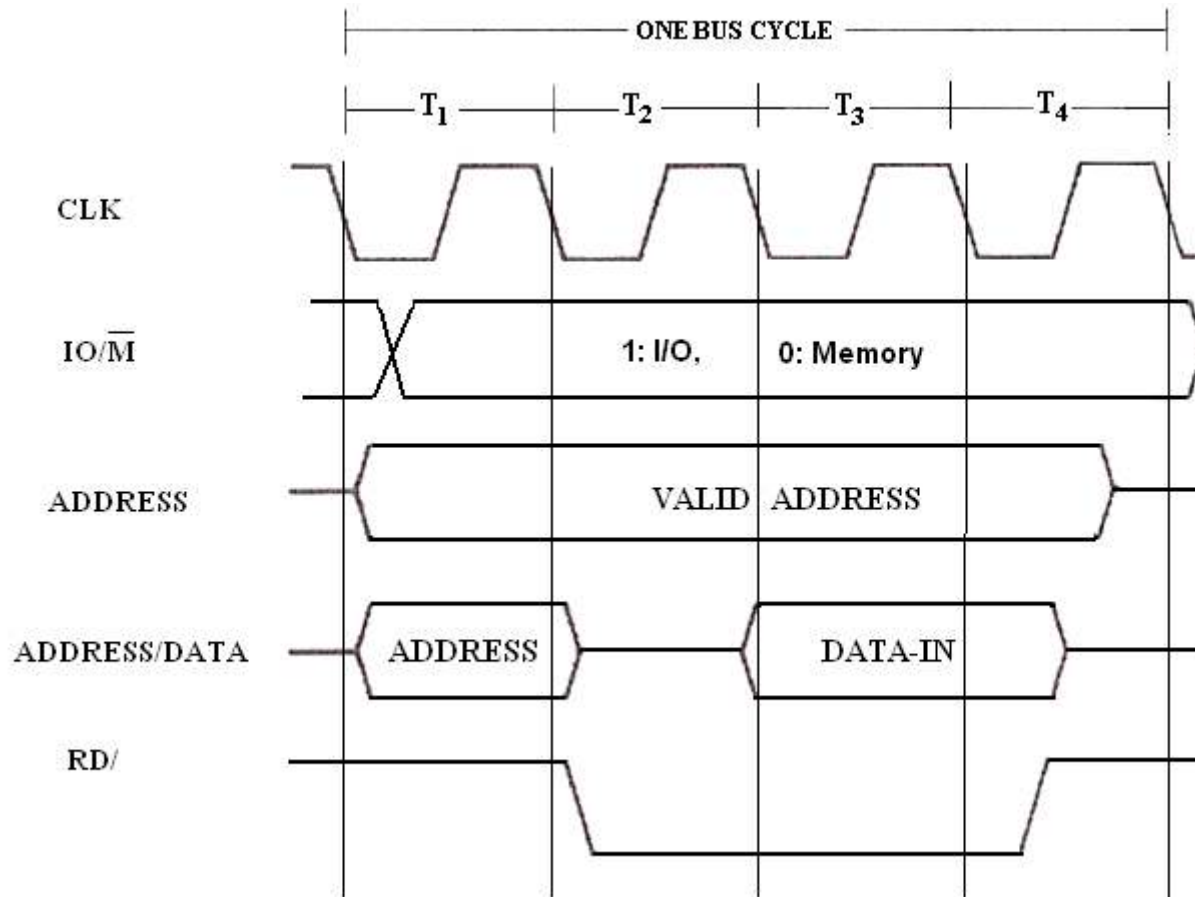 ONE BUS CYCLE
T1 T2 T3 T4
CLK
IO/M̅ 1: I/O, 0: Memory
ADDRESS VALID ADDRESS
ADDRESS/DATA ADDRESS DATA-IN
RD/